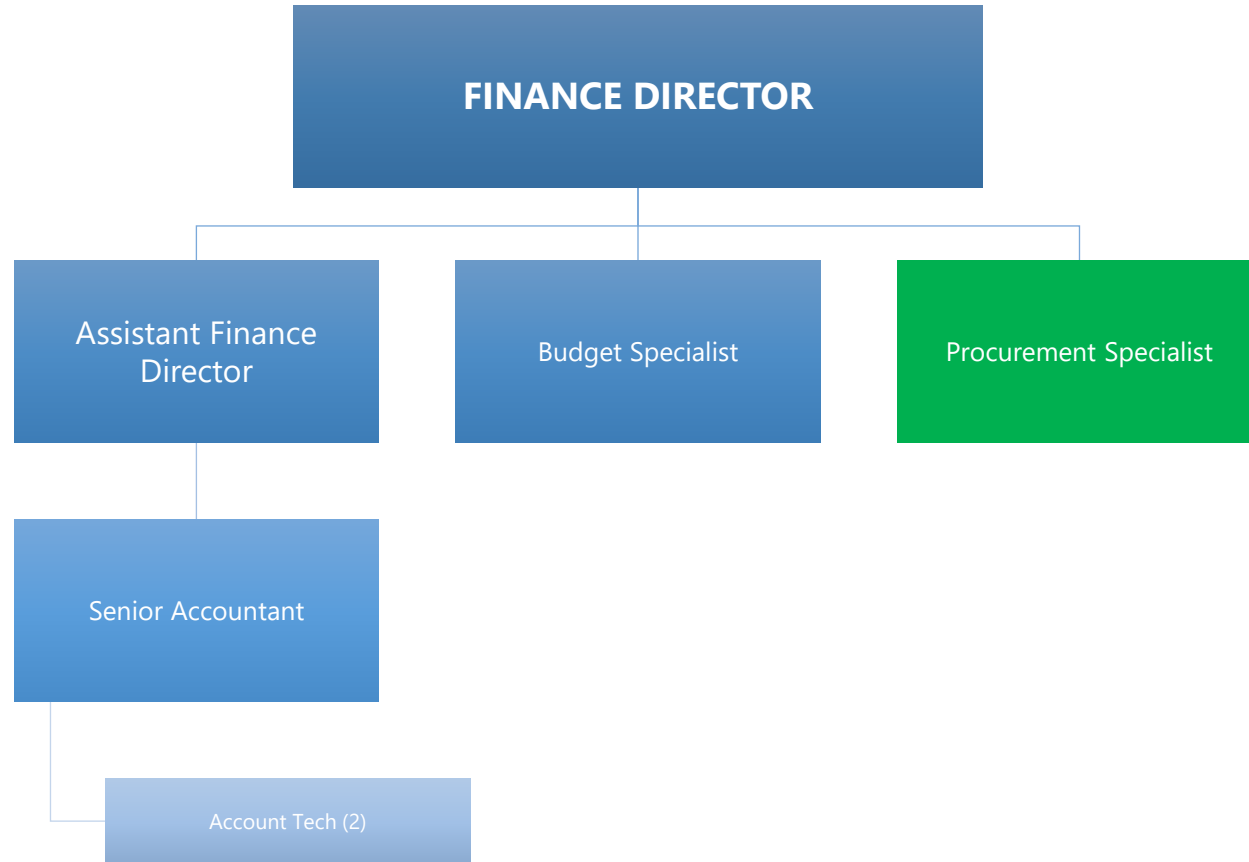 FINANCE DIRECTOR
Assistant Finance
Director
Budget Specialist
Procurement Specialist
Senior Accountant
Account Tech (2)